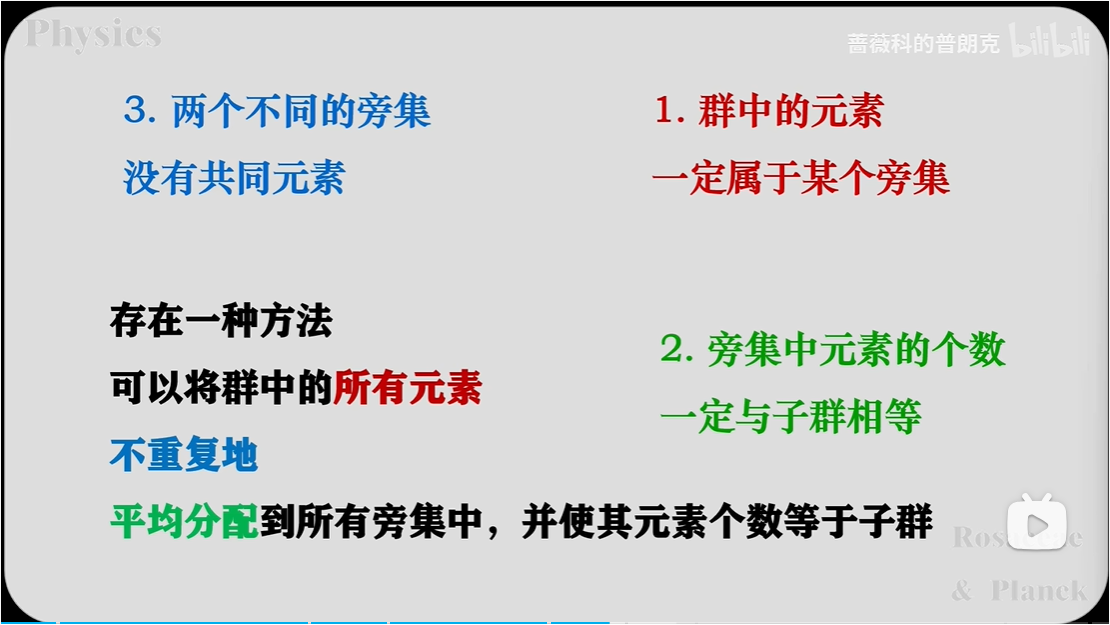 Physics
蔷薇科的普朗克 bilibili
3. 两个不同的旁集
没有共同元素
1. 群中的元素
一定属于某个旁集
存在一种方法
可以将群中的所有元素
不重复地
平均分配到所有旁集中，并使其元素个数等于子群
2. 旁集中元素的个数
一定与子群相等
& Planck